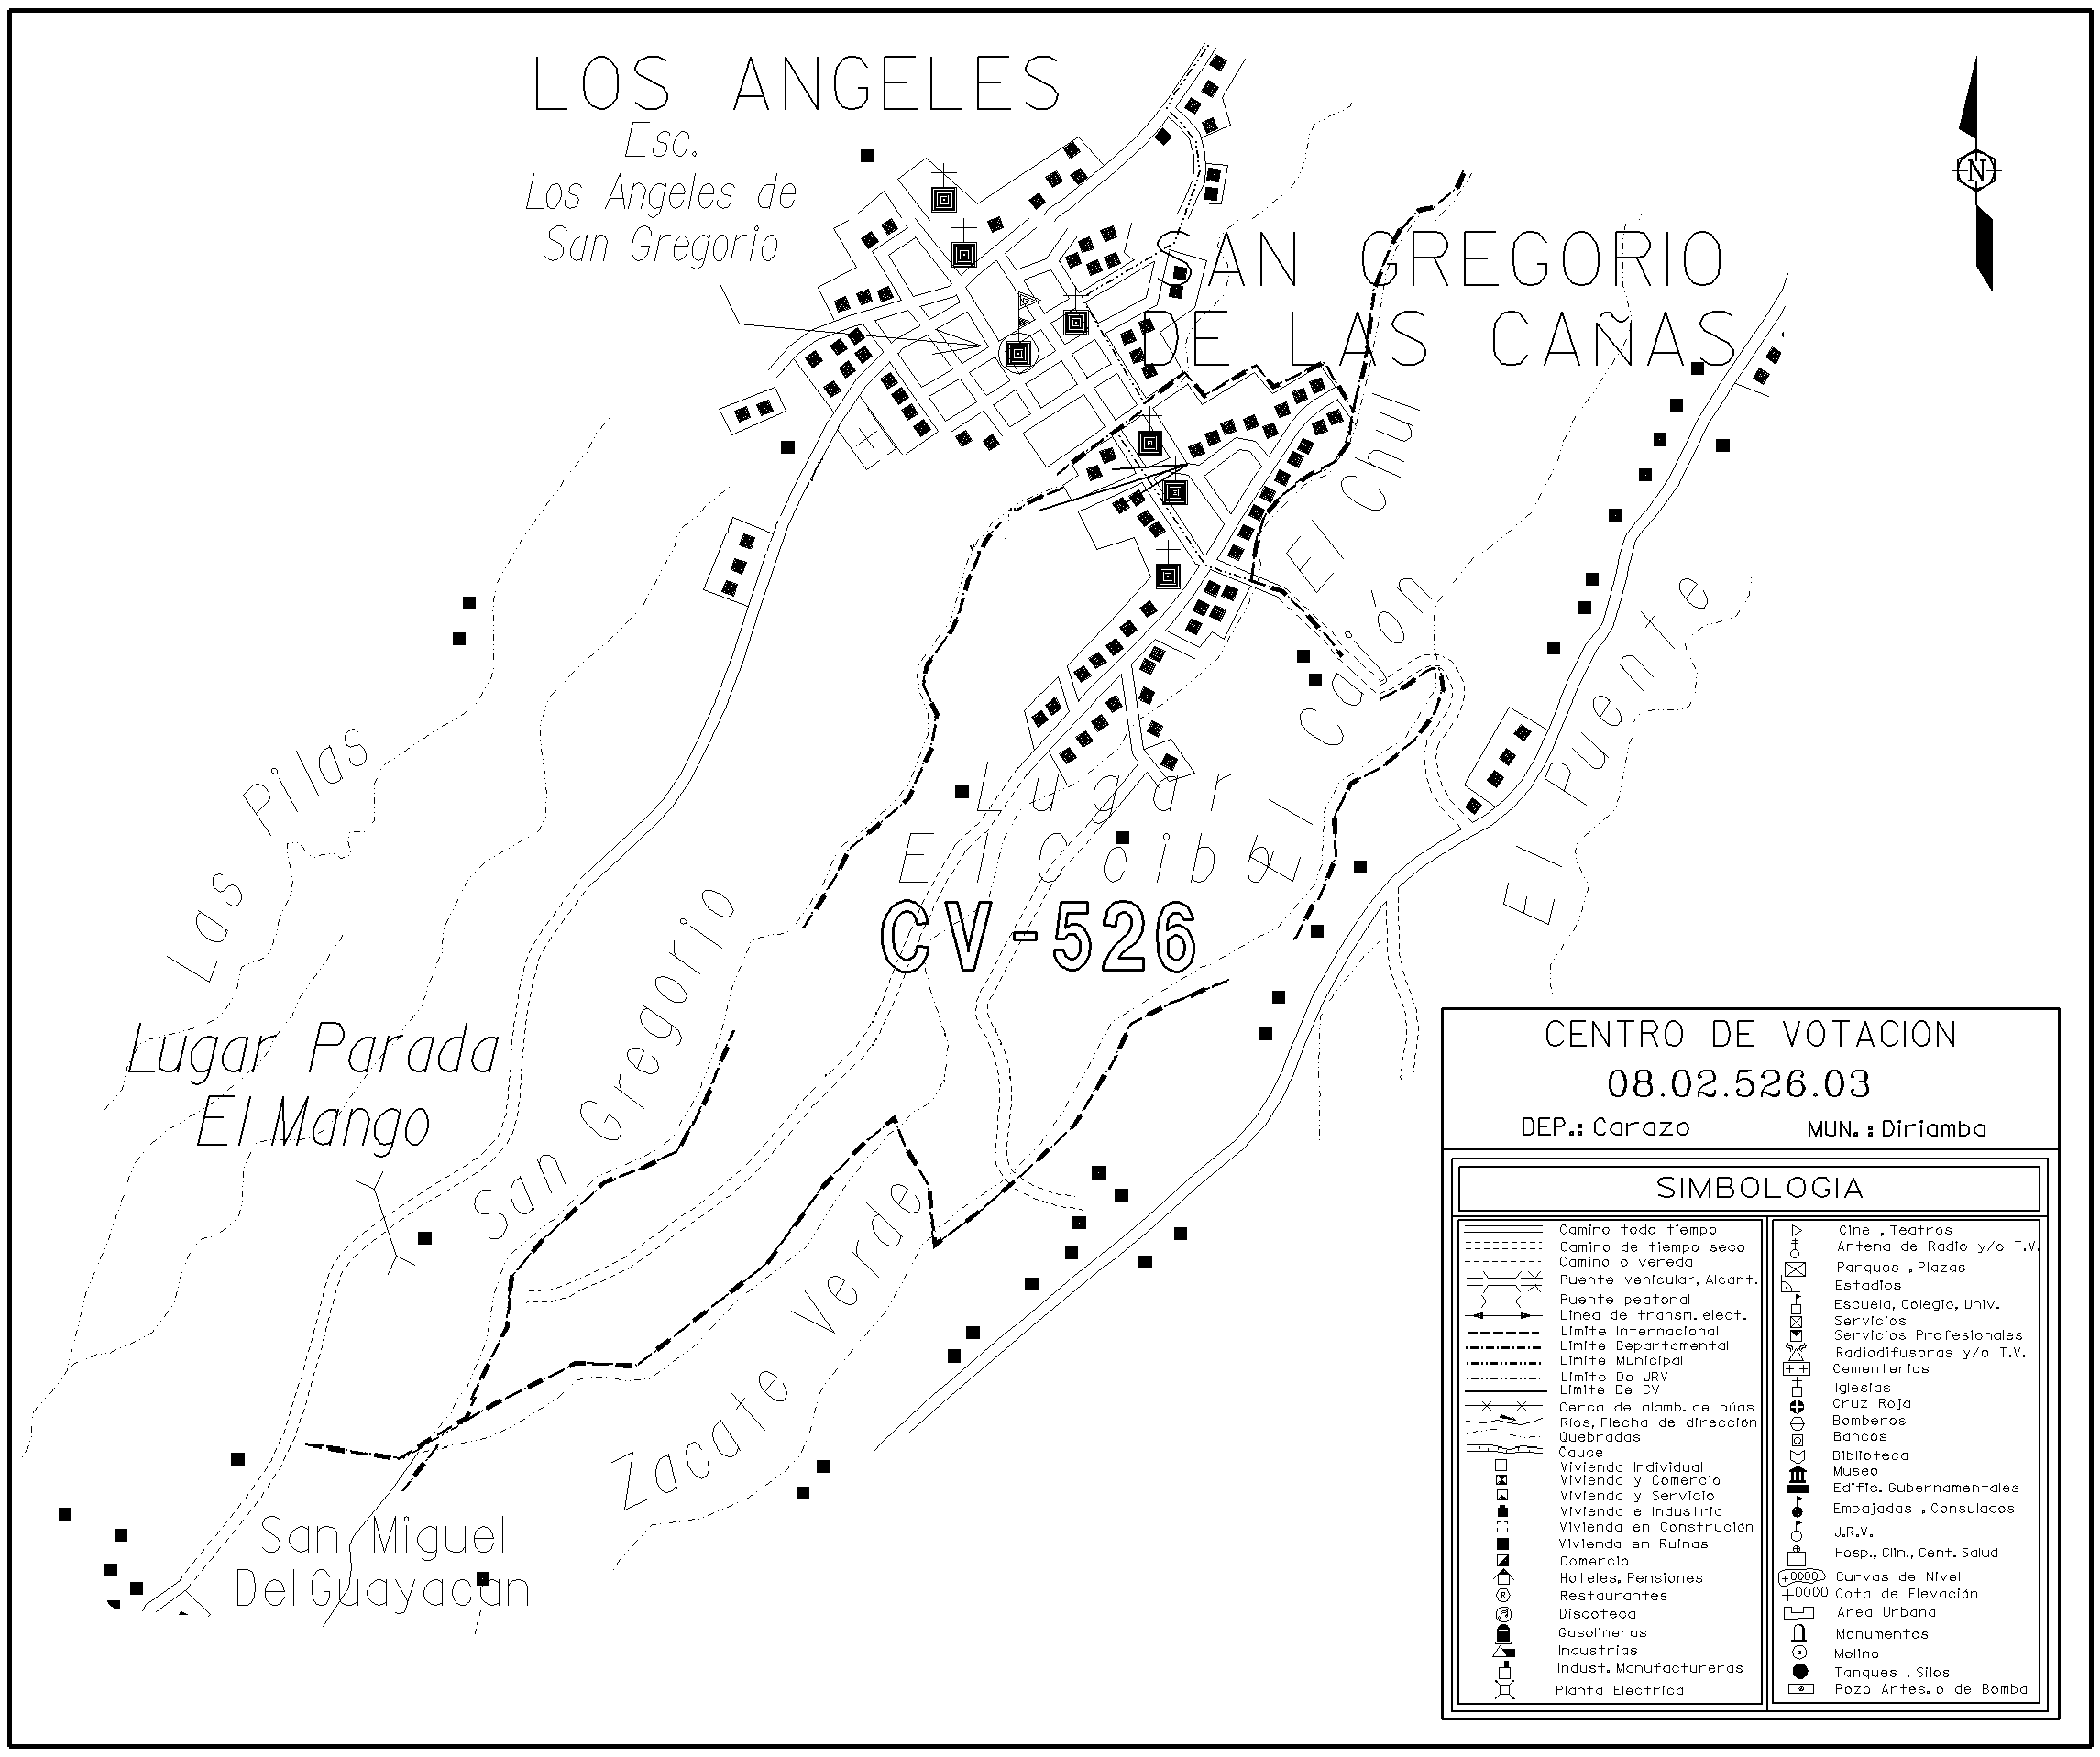 LOS ANGELES
Esc.
Los Angeles de
San Gregorio
N
SAN GREGORIO
DE LAS CAÑAS
El Chul
El Cañon
El Puente
Las Pilas
Lugar
El Ceibo
CV-526
San Gregorio
Lugar Parada
El Mango
Zacate Verde
San Miguel
Del Guayacan
CENTRO DE VOTACION
08.02.526.03
DEP.: Carazo MUN.: Diriamba
SIMBOLOGIA
Camino todo tiempo
Camino de tiempo seco
Camino o vereda
Puente vehicular, Alcant.
Puente peatonal
Linea de transm. elect.
Limite Internacional
Limite Departamental
Limite Municipal
Limite De JRV
Limite De CV
Cerca de alamb. de púas
Rios, Flecha de dirección
Quebradas
Cauce
Vivienda Individual
Vivienda y Comercio
Vivienda y Servicio
Vivienda e Industria
Vivienda en Construción
Vivienda en Ruinas
Comercio
Hoteles, Pensiones
R Restaurantes
Discoteca
Gasolineras
Industrias
Indust. Manufactureras
Planta Electrica
Cine , Teatros
Antena de Radio y/o T.V.
Parques , Plazas
Estadios
Escuela, Colegio, Univ.
Servicios
Servicios Profesionales
Radiodifusoras y/o T.V.
Cementerios
Iglesias
Cruz Roja
Bomberos
Bancos
Biblioteca
Museo
Edific. Gubernamentales
Embajadas , Consulados
J.R.V.
Hosp., Clin., Cent. Salud
+0000 Curvas de Nivel
+0000 Cota de Elevación
Area Urbana
Monumentos
Molino
Tanques , Silos
Pozo Artes. o de Bomba